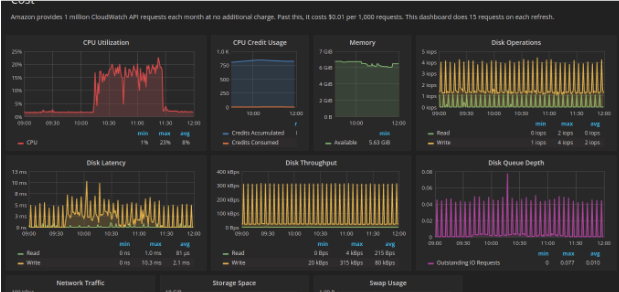 Cost
Amazon provides 1 million CloudWatch API requests each month at no additional charge. Past this, it costs $0.01 per 1,000 requests. This dashboard does 15 requests on each refresh.
CPU Utilization
25%
20%
15%
10%
5%
0%
09:00 09:30 10:00 10:30 11:00 11:30 12:00
min max avg
CPU 1% 23% 8%
CPU Credit Usage
1.0 K
750
500
250
0
10:00 12:00
Credits Accumulated
Credits Consumed
Memory
7 GiB
6 GiB
4 GiB
2 GiB
0 B
10:00 12:00
Available 5.63 GiB
Disk Operations
5 iops
4 iops
3 iops
2 iops
1 iops
0 iops
09:00 09:30 10:00 10:30 11:00 11:30 12:00
min max avg
Read 0 iops 2 iops 0 iops
Write 1 iops 4 iops 2 iops
Disk Latency
13 ms
10 ms
8 ms
5 ms
3 ms
0 ns
09:00 09:30 10:00 10:30 11:00 11:30 12:00
min max avg
Read 0 ns 1.0 ms 81 µs
Write 0 ns 10.3 ms 2.1 ms
Disk Throughput
400 kBps
300 kBps
200 kBps
100 kBps
0 Bps
09:00 09:30 10:00 10:30 11:00 11:30 12:00
min max avg
Read 0 Bps 4 kBps 215 Bps
Write 20 kBps 315 kBps 80 kBps
Disk Queue Depth
0.08
0.06
0.04
0.02
0
09:00 09:30 10:00 10:30 11:00 11:30 12:00
min max avg
Outstanding IO Requests 0 0.077 0.010
Network Traffic
Storage Space
Swap Usage